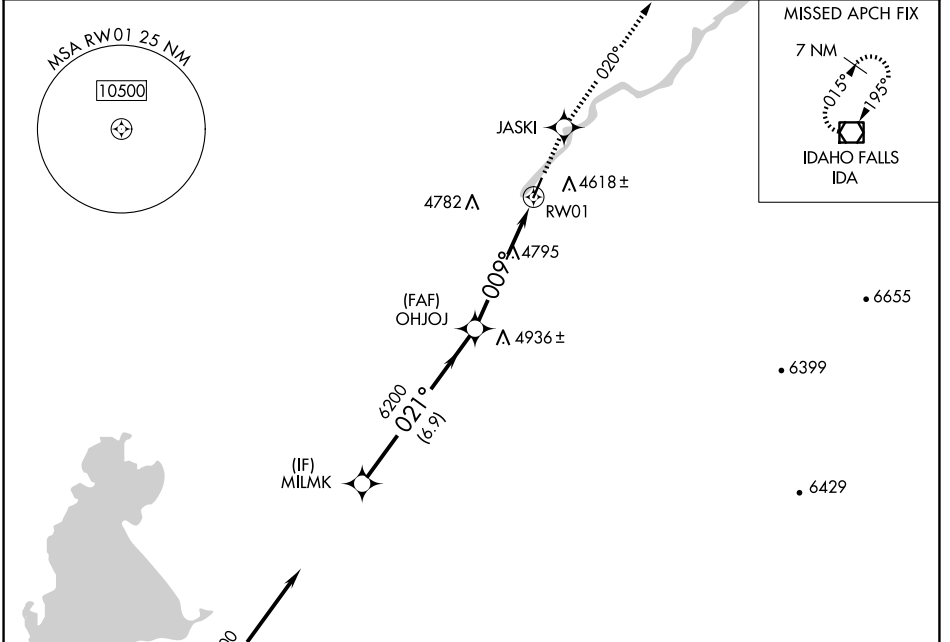 MSA RW01 25 NM
10500
MISSED APCH FIX
7 NM
015°
195°
IDAHO FALLS
IDA
020°
JASKI
4618 ±
4782
RW01
4795
009°
(FAF)
OHJOJ
4936 ±
6655
6399
6200
021°
(6.9)
(IF)
MILMK
6429